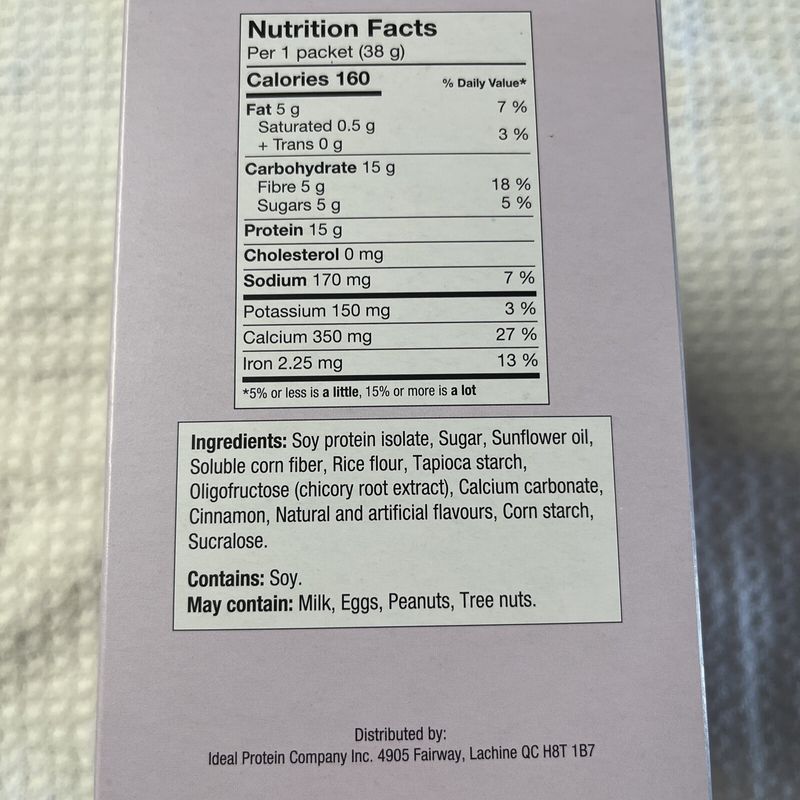 Nutrition Facts
Per 1 packet (38 g)
Calories 160 % Daily Value*
Fat 5 g 7 %
Saturated 0.5 g
+ Trans 0 g 3 %
Carbohydrate 15 g
Fibre 5 g 18 %
Sugars 5 g 5 %
Protein 15 g
Cholesterol 0 mg
Sodium 170 mg 7 %
Potassium 150 mg 3 %
Calcium 350 mg 27 %
Iron 2.25 mg 13 %
*5% or less is a little, 15% or more is a lot
Ingredients: Soy protein isolate, Sugar, Sunflower oil,
Soluble corn fiber, Rice flour, Tapioca starch,
Oligofructose (chicory root extract), Calcium carbonate,
Cinnamon, Natural and artificial flavours, Corn starch,
Sucralose.
Contains: Soy.
May contain: Milk, Eggs, Peanuts, Tree nuts.
Distributed by:
Ideal Protein Company Inc. 4905 Fairway, Lachine QC H8T 1B7